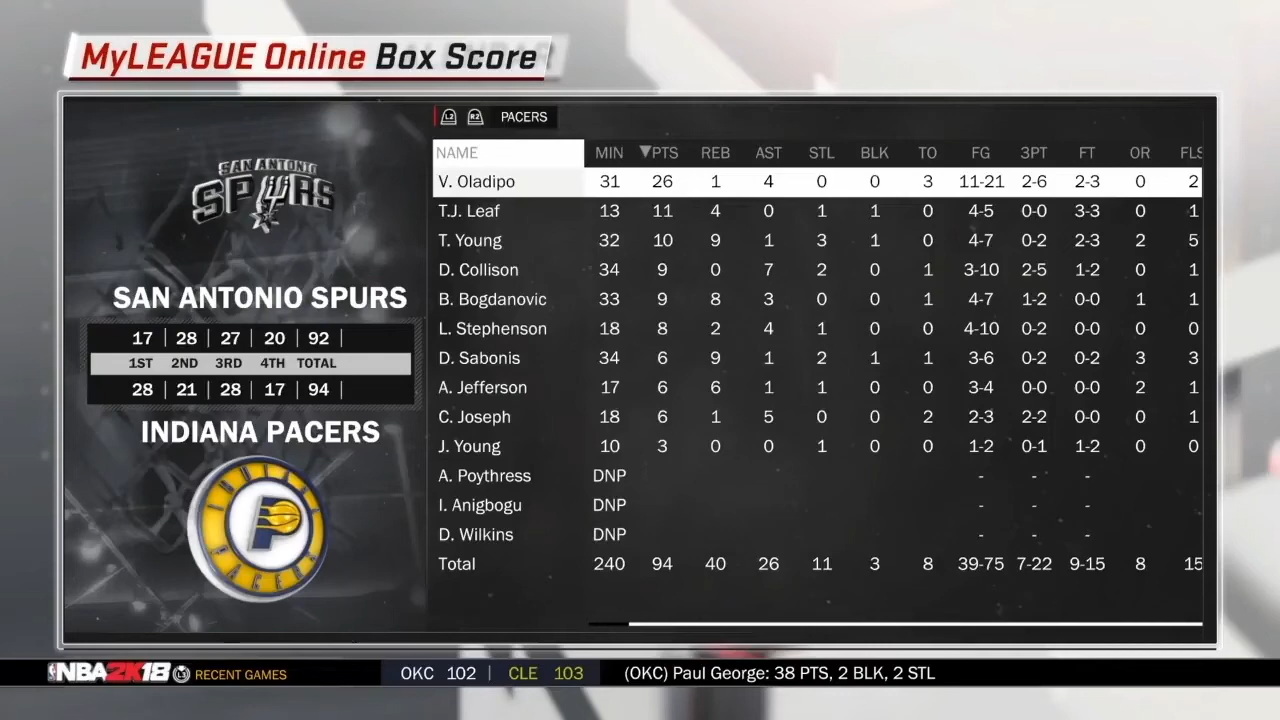 MyLEAGUE Online Box Score
L2 R2 PACERS
NAME MIN ▼PTS REB AST STL BLK TO FG 3PT FT OR FLS
V. Oladipo 31 26 1 4 0 0 3 11-21 2-6 2-3 0 2
T.J. Leaf 13 11 4 0 1 1 0 4-5 0-0 3-3 0 1
T. Young 32 10 9 1 3 1 0 4-7 0-2 2-3 2 5
D. Collison 34 9 0 7 2 0 1 3-10 2-5 1-2 0 1
B. Bogdanovic 33 9 8 3 0 0 1 4-7 1-2 0-0 1 1
L. Stephenson 18 8 2 4 1 0 0 4-10 0-2 0-0 0 0
D. Sabonis 34 6 9 1 2 1 1 3-6 0-2 0-2 3 3
A. Jefferson 17 6 6 1 1 0 0 3-4 0-0 0-0 2 1
C. Joseph 18 6 1 5 0 0 2 2-3 2-2 0-0 0 1
J. Young 10 3 0 0 1 0 0 1-2 0-1 1-2 0 0
A. Poythress DNP - - -
I. Anigbogu DNP - - -
D. Wilkins DNP - - -
Total 240 94 40 26 11 3 8 39-75 7-22 9-15 8 15
SAN ANTONIO
SPURS
SAN ANTONIO SPURS
17 | 28 | 27 | 20 | 92 |
1ST 2ND 3RD 4TH TOTAL
28 | 21 | 28 | 17 | 94 |
INDIANA PACERS
INDIANA
PACERS
NBA 2K18 RECENT GAMES OKC 102 | CLE 103 (OKC) Paul George: 38 PTS, 2 BLK, 2 STL